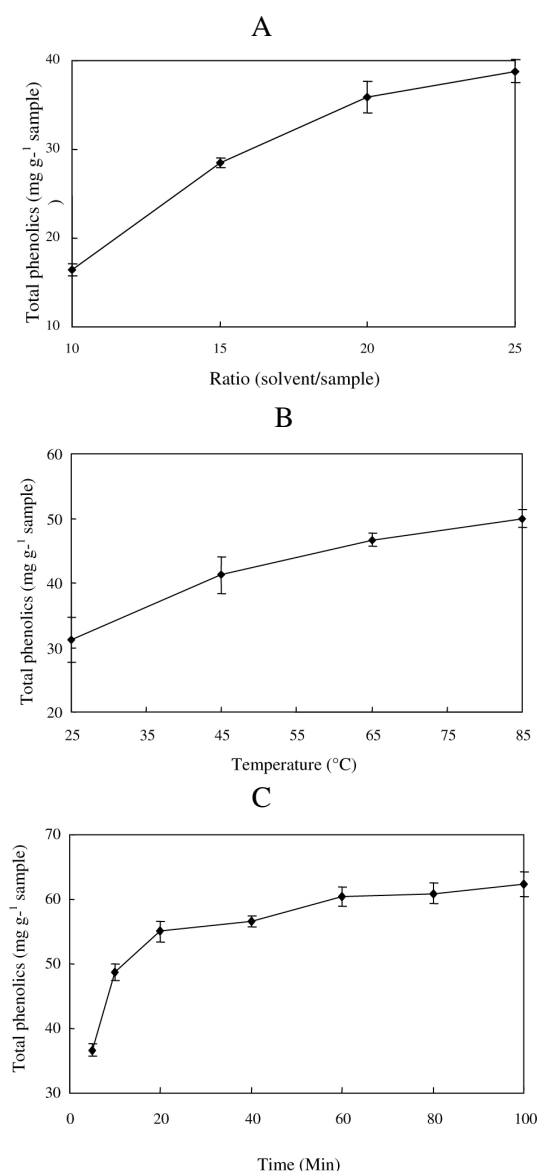 A
40
30
20
10
10 15 20 25
Total phenolics (mg g-1 sample)
Ratio (solvent/sample)
B
60
50
40
30
20
25 35 45 55 65 75 85
Total phenolics (mg g-1 sample)
Temperature (°C)
C
70
60
50
40
30
0 20 40 60 80 100
Total phenolics (mg g-1 sample)
Time (Min)